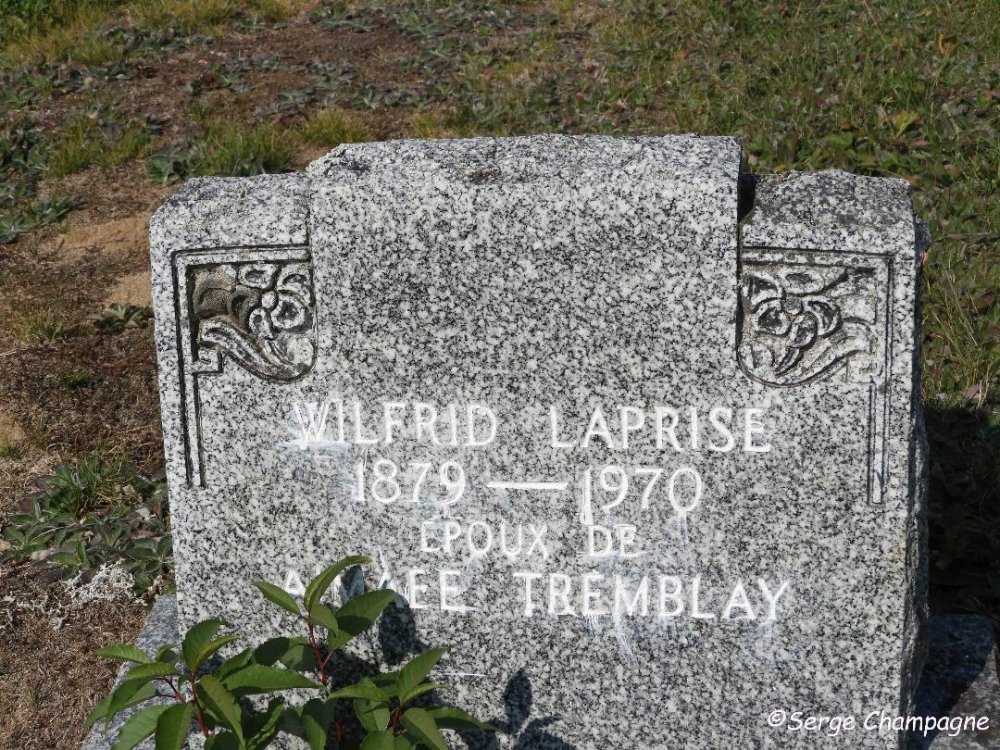 WILFRID LAPRISE
1879 — 1970
EPOUX DE
TREMBLAY
©Serge Champagne